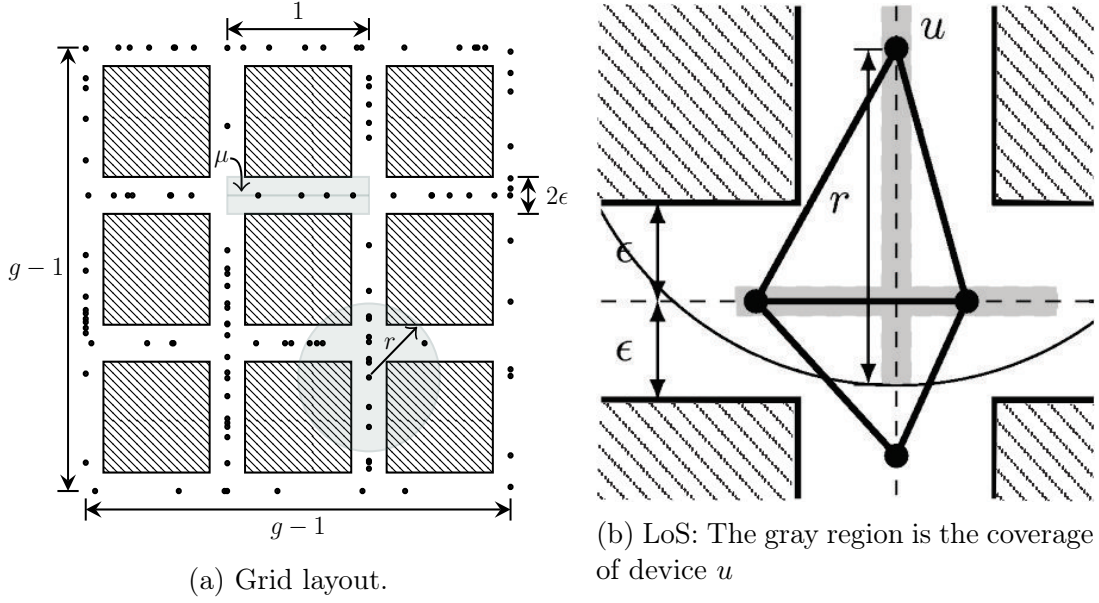 1
μ
2ϵ
g − 1
r
g − 1
(a) Grid layout.
u
r
ϵ
ϵ
(b) LoS: The gray region is the coverage
of device u